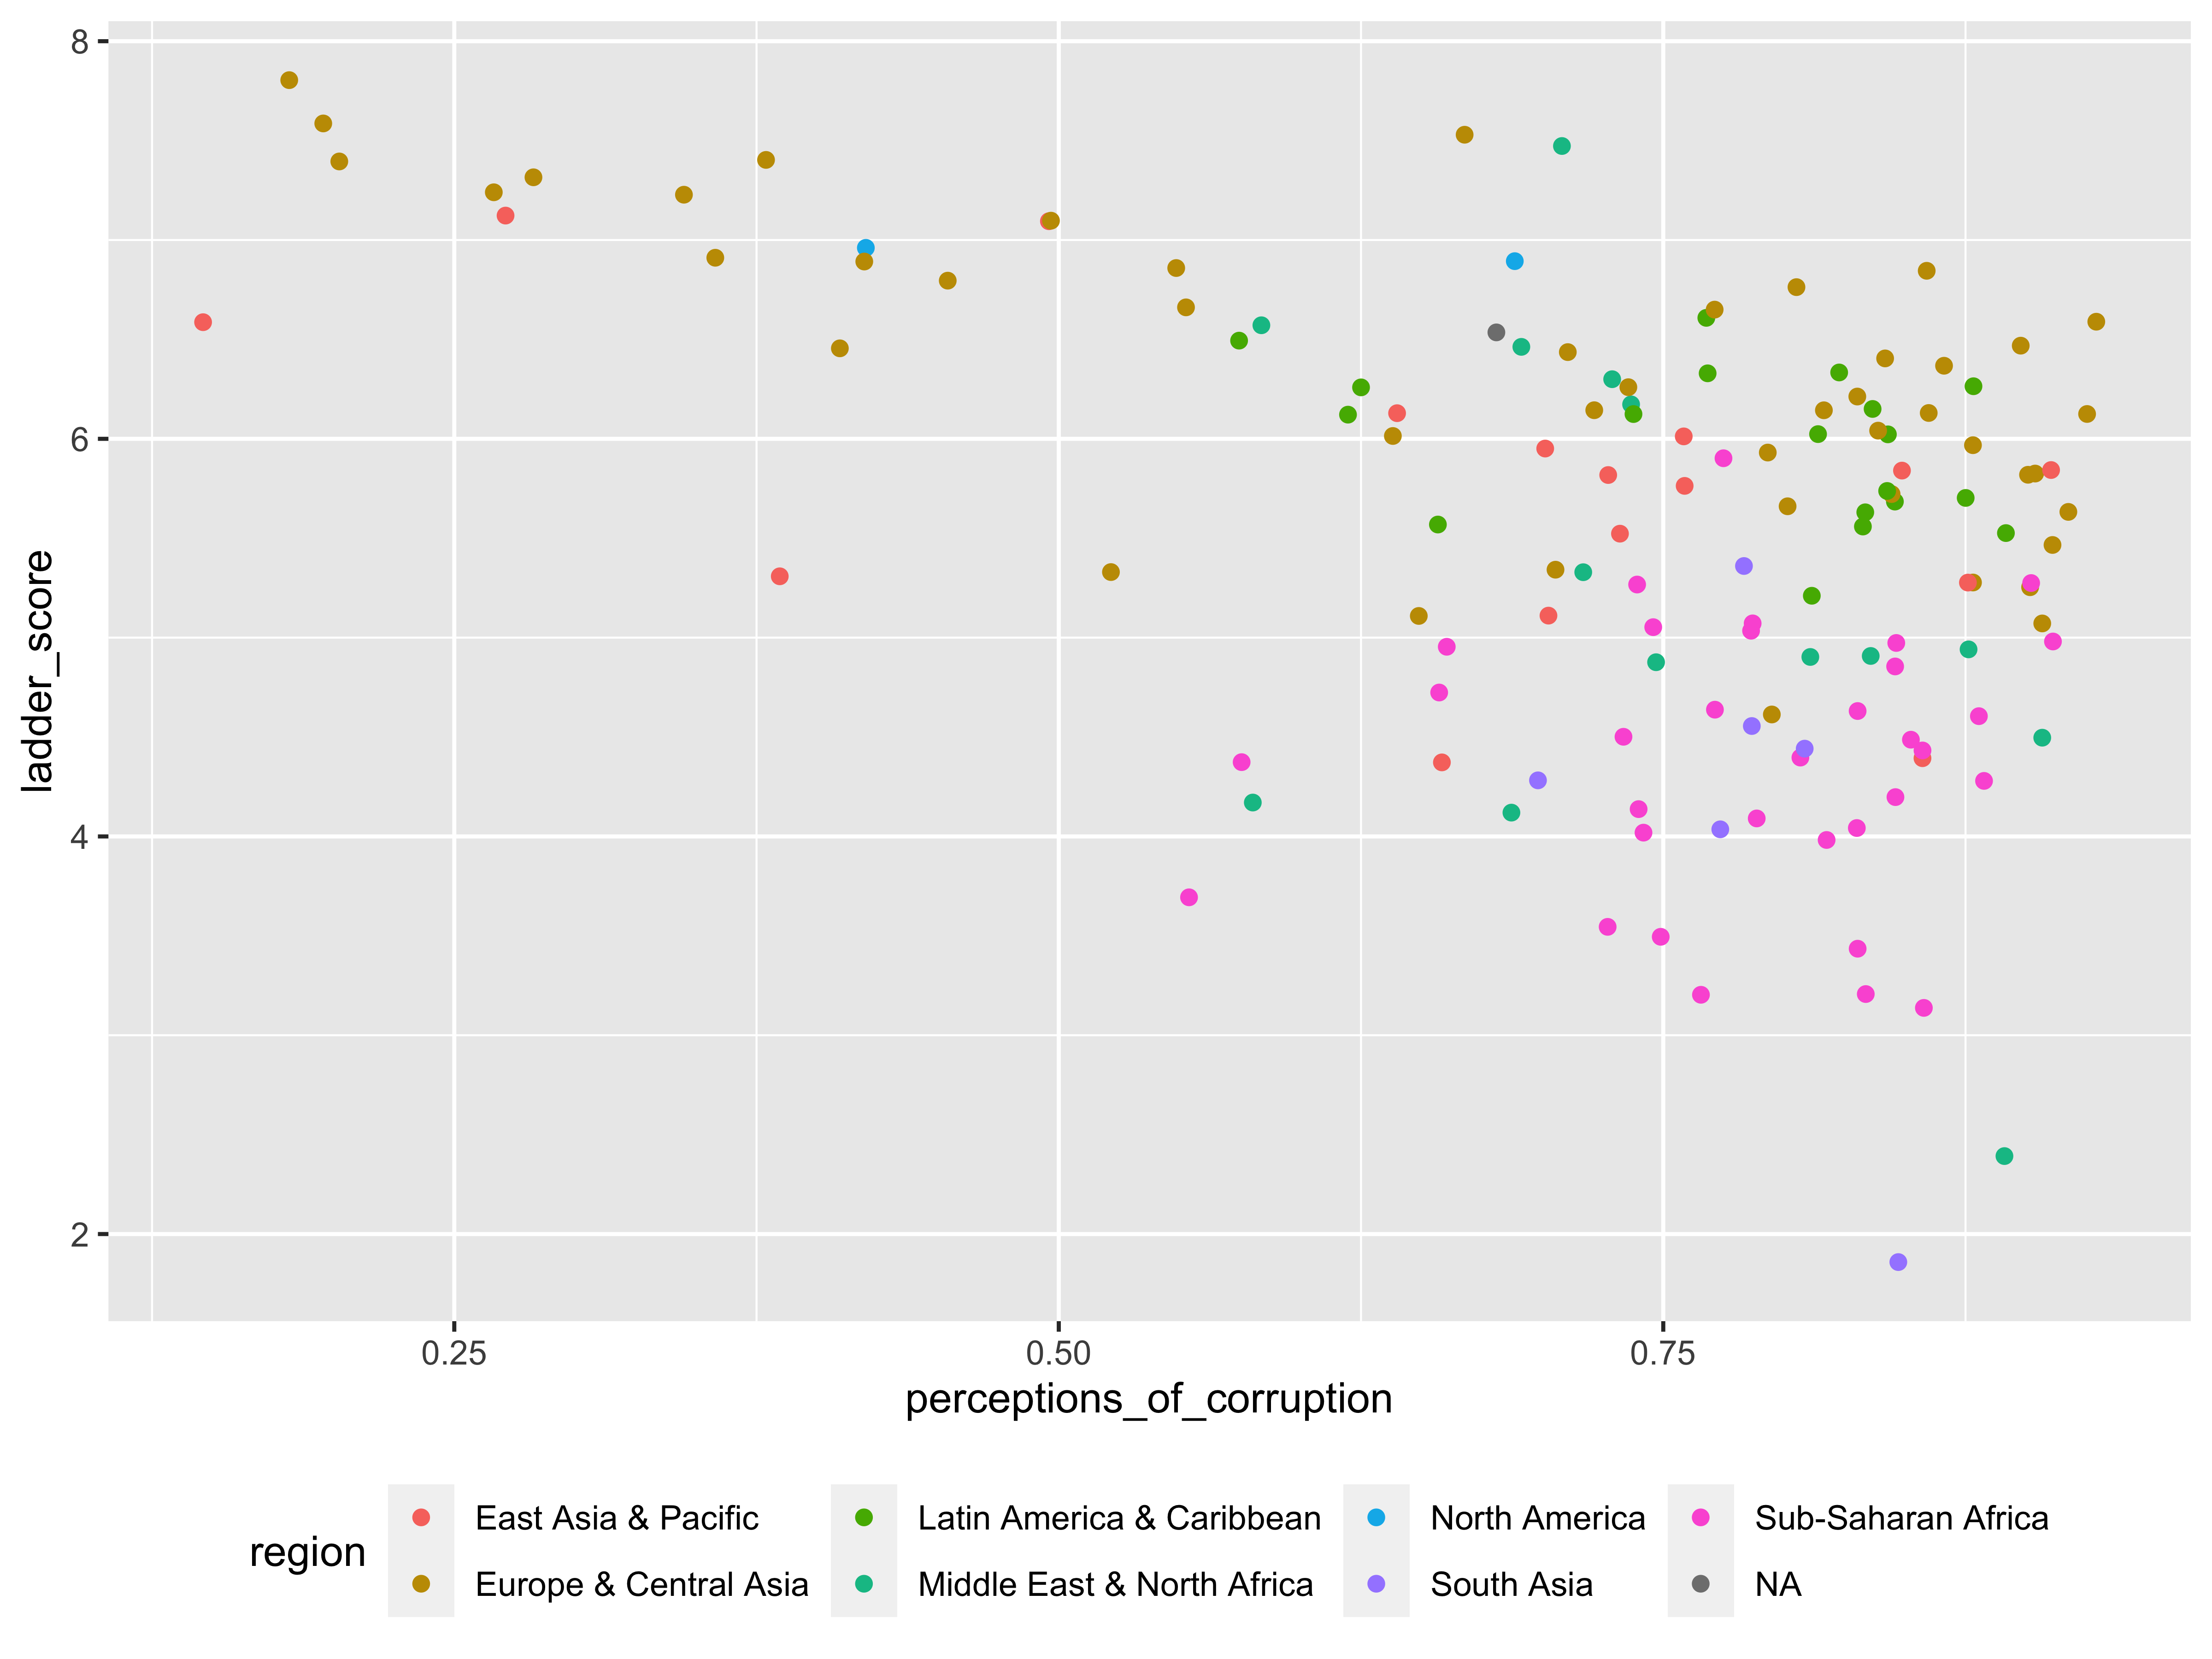 8
6
4
2
ladder_score
0.25 0.50 0.75
perceptions_of_corruption
region
East Asia & Pacific Latin America & Caribbean North America Sub-Saharan Africa
Europe & Central Asia Middle East & North Africa South Asia NA